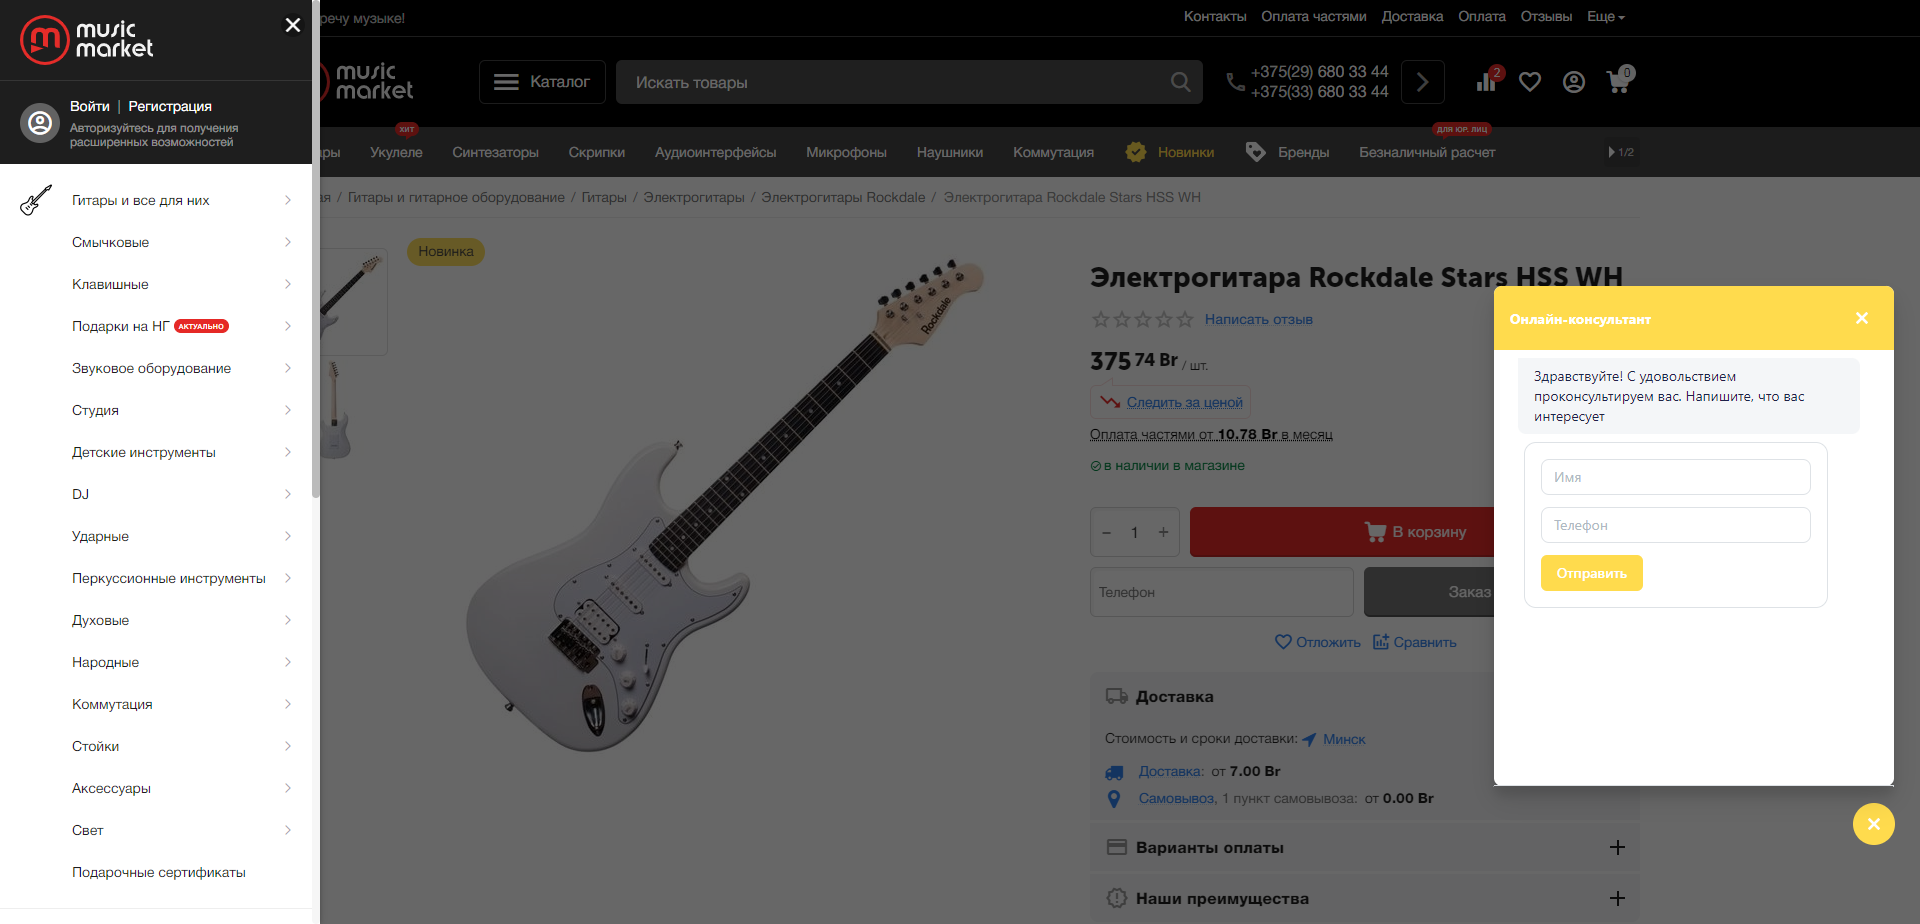 music
market
Войти | Регистрация
Авторизуйтесь для получения
расширенных возможностей
Гитары и все для них
Смычковые
Клавишные
Подарки на НГ АКТУАЛЬНО
Звуковое оборудование
Студия
Детские инструменты
DJ
Ударные
Перкуссионные инструменты
Духовые
Народные
Коммутация
Стойки
Аксессуары
Свет
Подарочные сертификаты
речу музыке!
Контакты Оплата частями Доставка Оплата Отзывы Еще
music
market
Каталог
Искать товары
+375(29) 680 33 44
+375(33) 680 33 44
2
0
ХИТ
ДЛЯ ЮР. ЛИЦ
ры Укулеле Синтезаторы Скрипки Аудиоинтерфейсы Микрофоны Наушники Коммутация Новинки Бренды Безналичный расчет 1/2
ая / Гитары и гитарное оборудование / Гитары / Электрогитары / Электрогитары Rockdale / Электрогитара Rockdale Stars HSS WH
Новинка
Rockdale
Электрогитара Rockdale Stars HSS WH
Написать отзыв
375 74 Br / шт.
Следить за ценой
Оплата частями от 10.78 Br в месяц
в наличии в магазине
- 1 +
В корзину
Телефон
Заказ
Отложить Сравнить
Доставка
Стоимость и сроки доставки: Минск
Доставка: от 7.00 Br
Самовывоз, 1 пункт самовывоза: от 0.00 Br
Варианты оплаты
Наши преимущества
Онлайн-консультант
Здравствуйте! С удовольствием
проконсультируем вас. Напишите, что вас
интересует
Имя
Телефон
Отправить